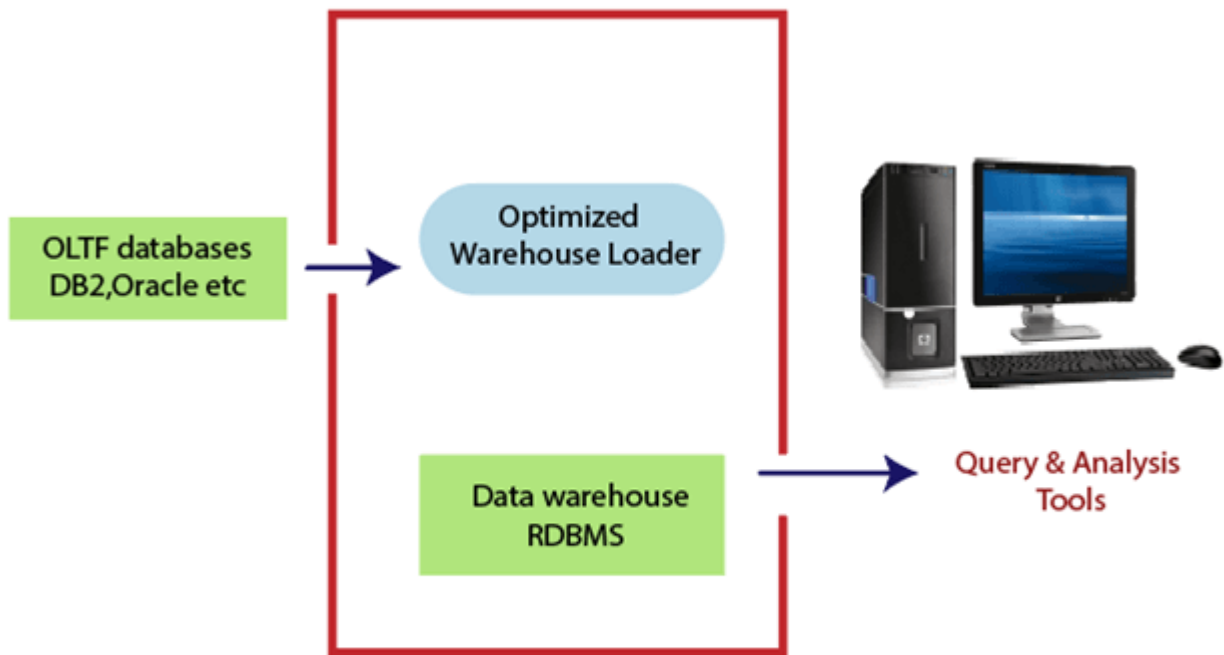 OLTF databases
DB2,Oracle etc
Optimized
Warehouse Loader
Data warehouse
RDBMS
Query & Analysis
Tools